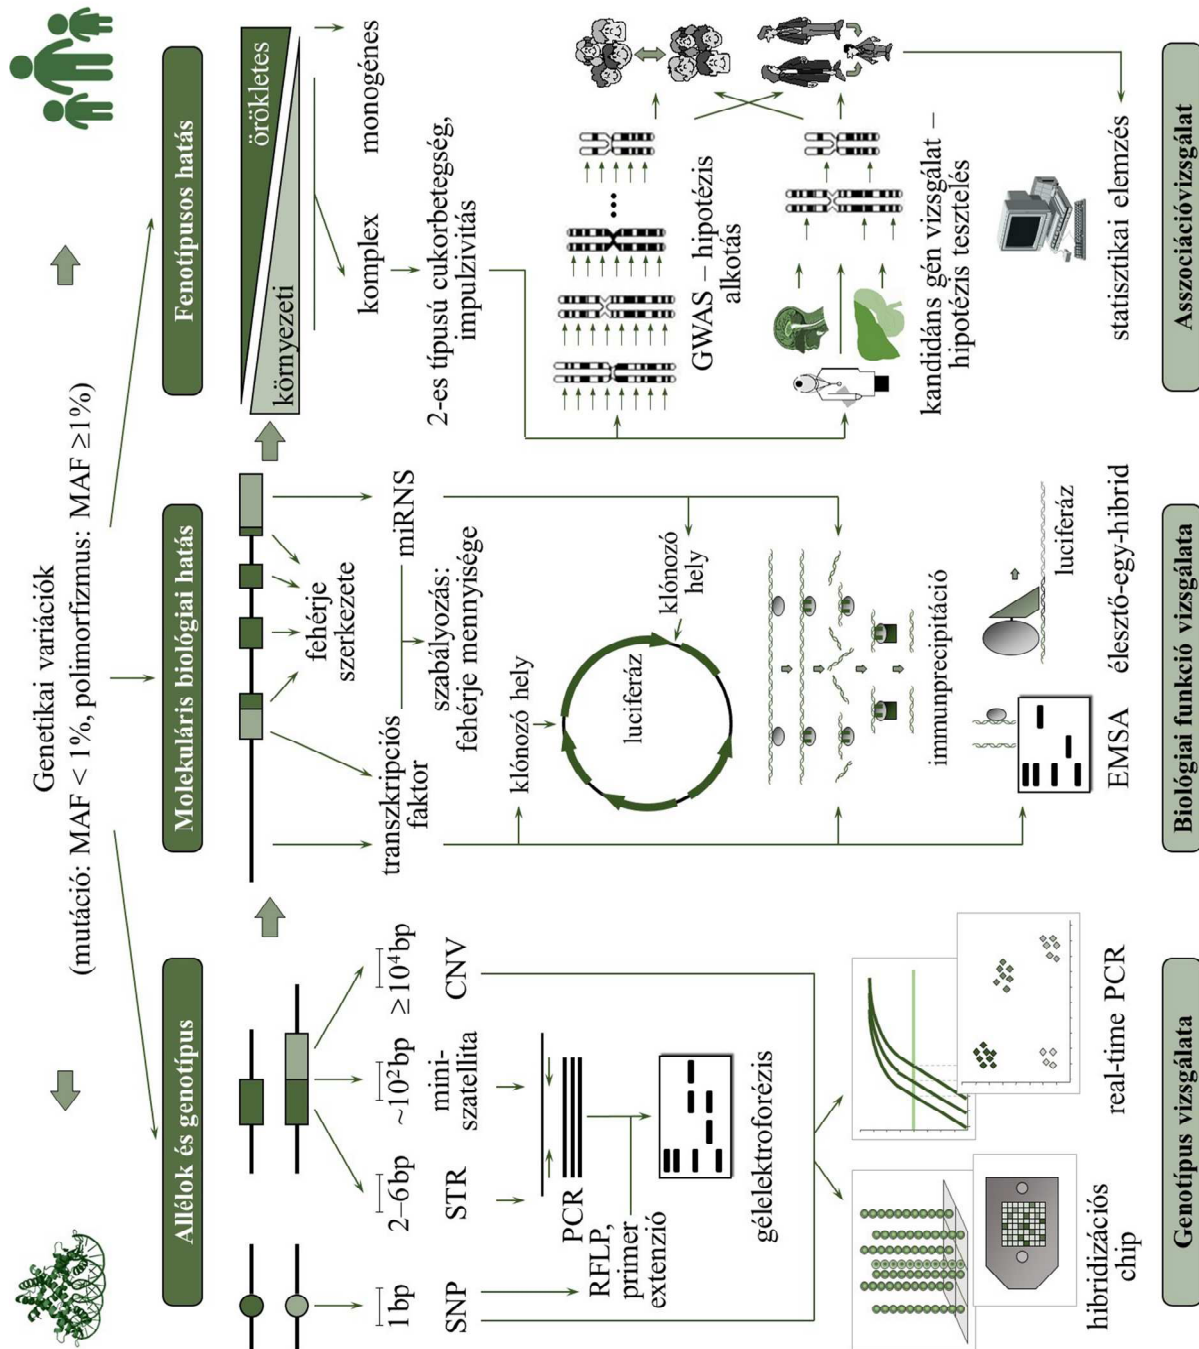 Genetikai variációk
(mutáció: MAF < 1%, polimorfizmus: MAF ≥1%)
Allélok és genotípus
1bp
2–6bp
~10²bp
≥10⁴bp
SNP
STR
mini-
szatellita
CNV
PCR
RFLP,
primer
extenzió
gélelektroforézis
hibridizációs
chip
real-time PCR
Genotípus vizsgálata
Molekuláris biológiai hatás
fehérje
szerkezete
transzkripciós
faktor
miRNS
szabályozás:
fehérje mennyisége
klónozó hely
klónozó
hely
luciferáz
immunprecipitáció
EMSA
élesztő-egy-hibrid
luciferáz
Biológiai funkció vizsgálata
Fenotípusos hatás
környezeti
örökletes
komplex
monogénes
2-es típusú cukorbetegség,
impulzivitás
GWAS – hipotézis
alkotás
kandidáns gén vizsgálat –
hipotézis tesztelés
statisztikai elemzés
Asszociációvizsgálat